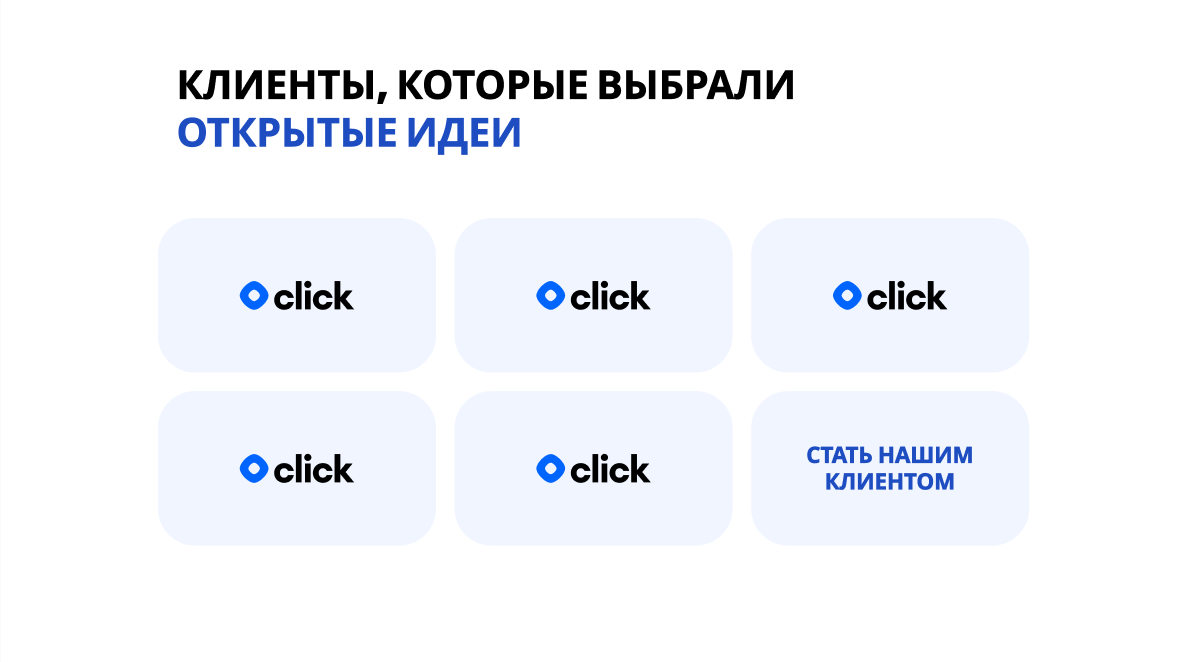 КЛИЕНТЫ, КОТОРЫЕ ВЫБРАЛИ
ОТКРЫТЫЕ ИДЕИ
click
click
click
click
click
СТАТЬ НАШИМ
КЛИЕНТОМ